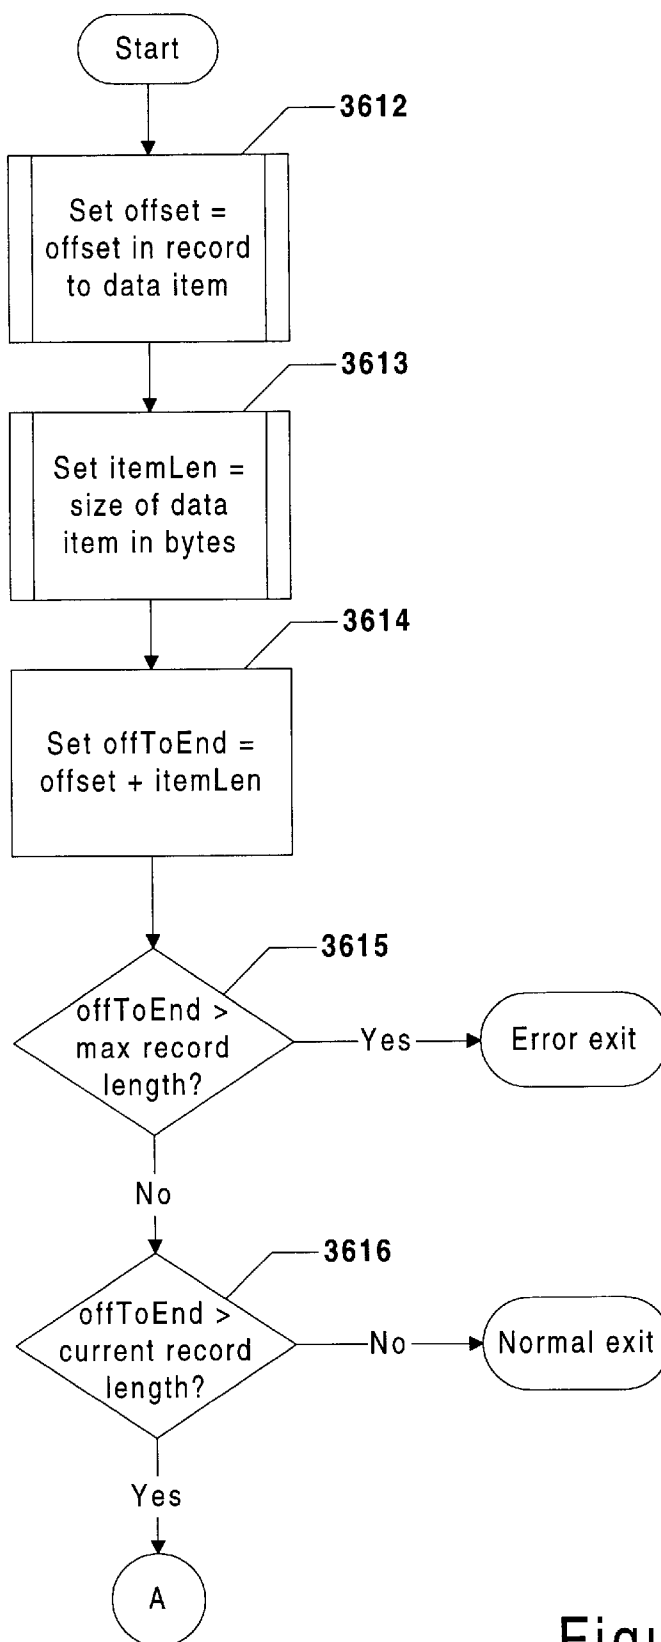 Start
3612
Set offset =
offset in record
to data item
3613
Set itemLen =
size of data
item in bytes
3614
Set offToEnd =
offset + itemLen
3615
offToEnd >
max record
length?
Yes
Error exit
No
3616
offToEnd >
current record
length?
No
Normal exit
Yes
A